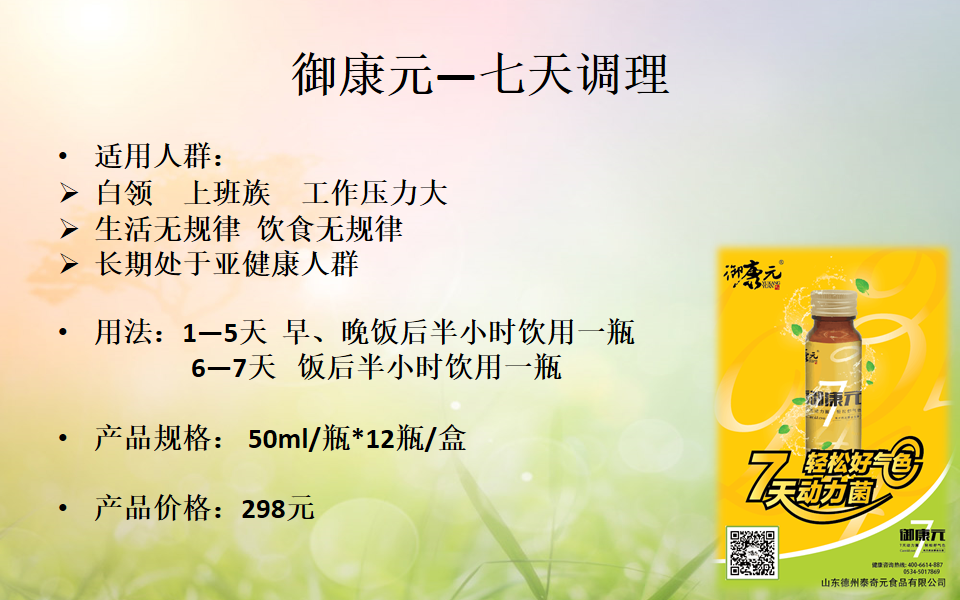 御康元—七天调理
• 适用人群：
➢ 白领 上班族 工作压力大
➢ 生活无规律 饮食无规律
➢ 长期处于亚健康人群
• 用法：1—5天 早、晚饭后半小时饮用一瓶
6—7天 饭后半小时饮用一瓶
• 产品规格： 50ml/瓶*12瓶/盒
• 产品价格：298元
御康元®
御康元
7
轻松好气色
7天动力菌
御康元
7
健康咨询热线: 400-6614-887
0534-5017869
山东德州泰奇元食品有限公司